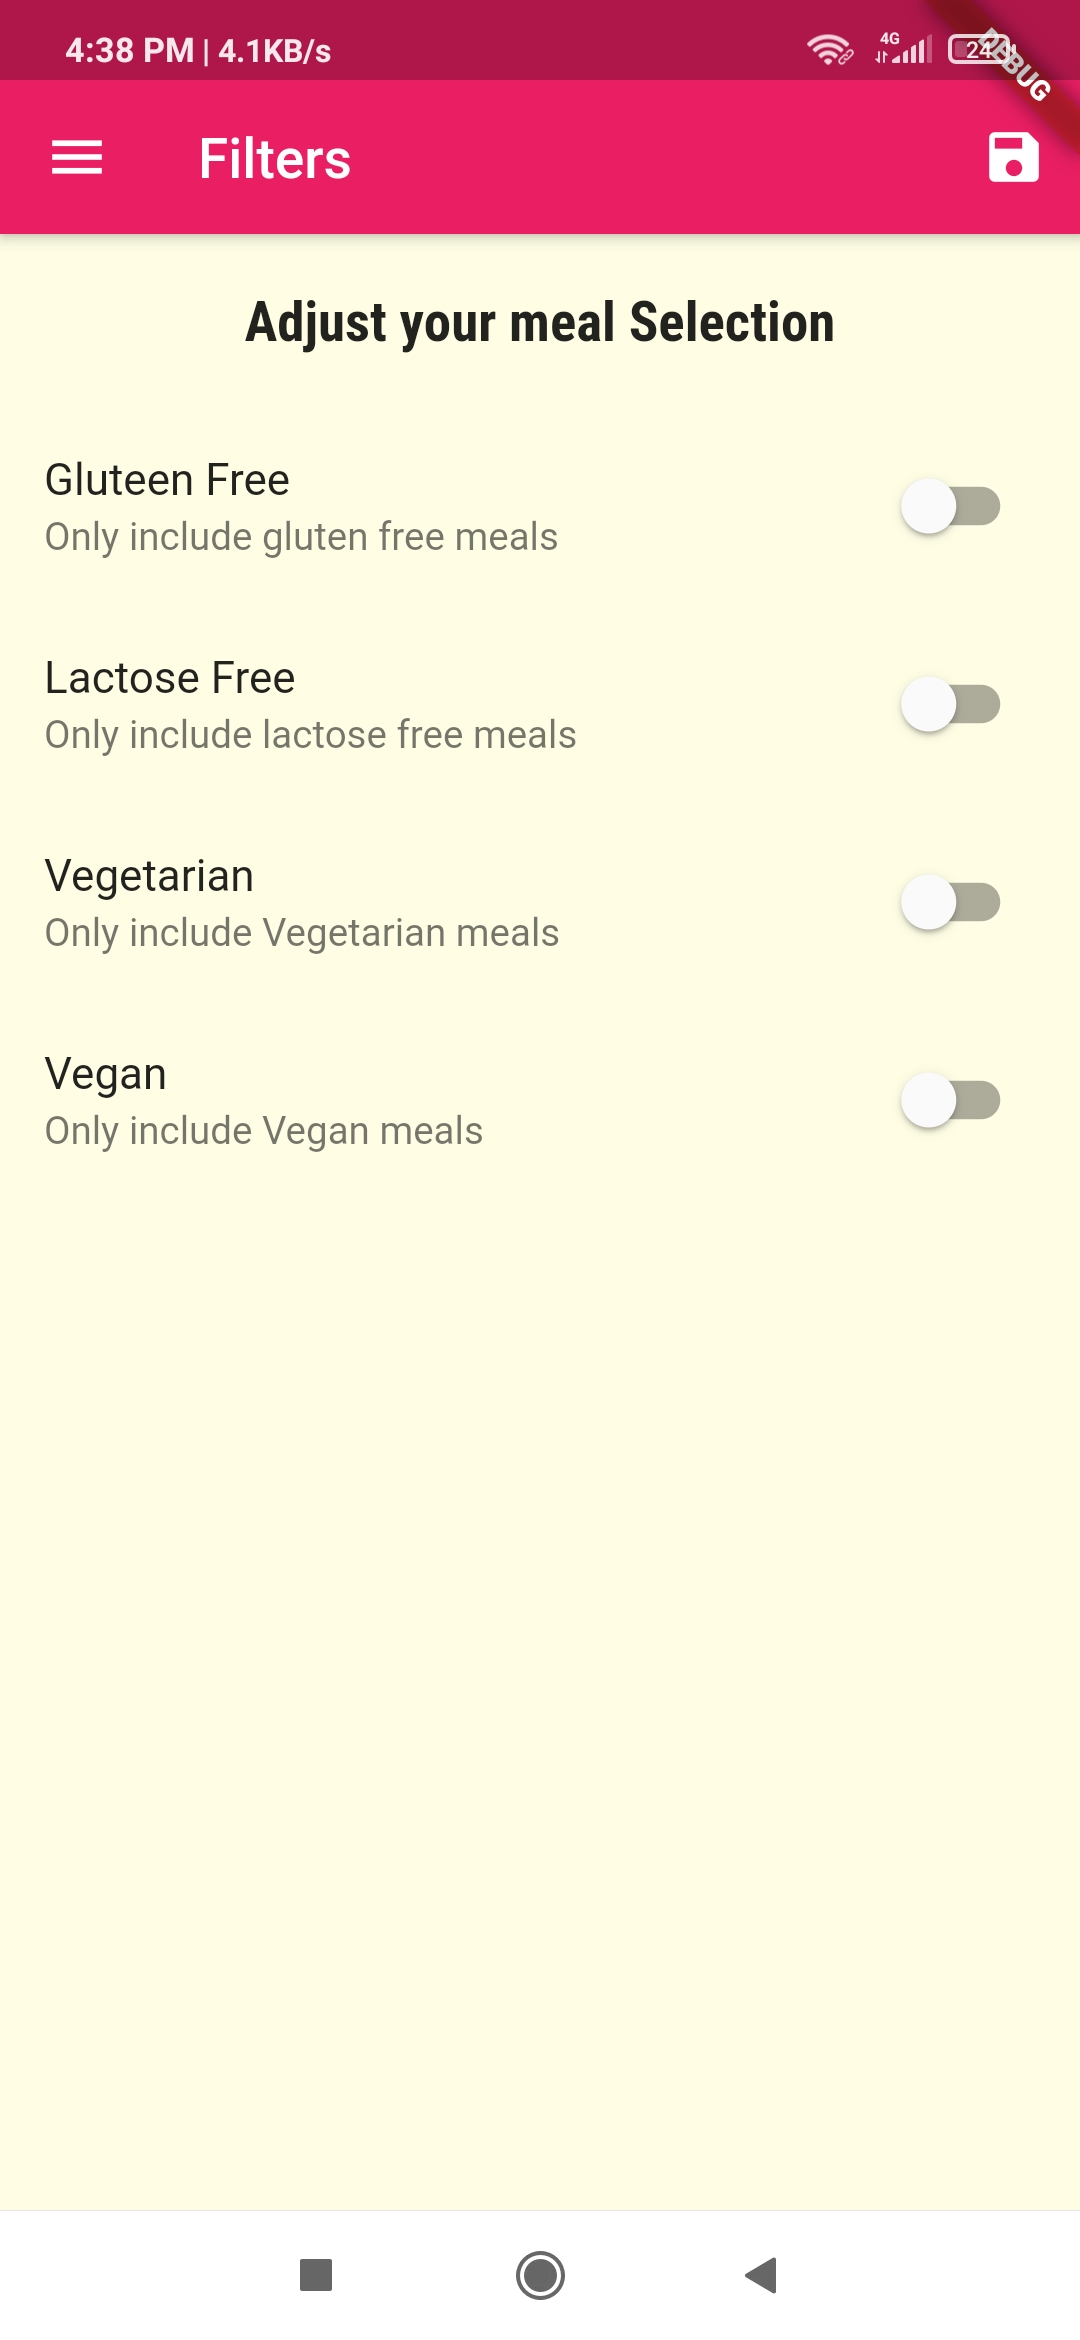 4:38 PM | 4.1KB/s
4G
24
DEBUG
Filters
Adjust your meal Selection
Gluteen Free
Only include gluten free meals
Lactose Free
Only include lactose free meals
Vegetarian
Only include Vegetarian meals
Vegan
Only include Vegan meals